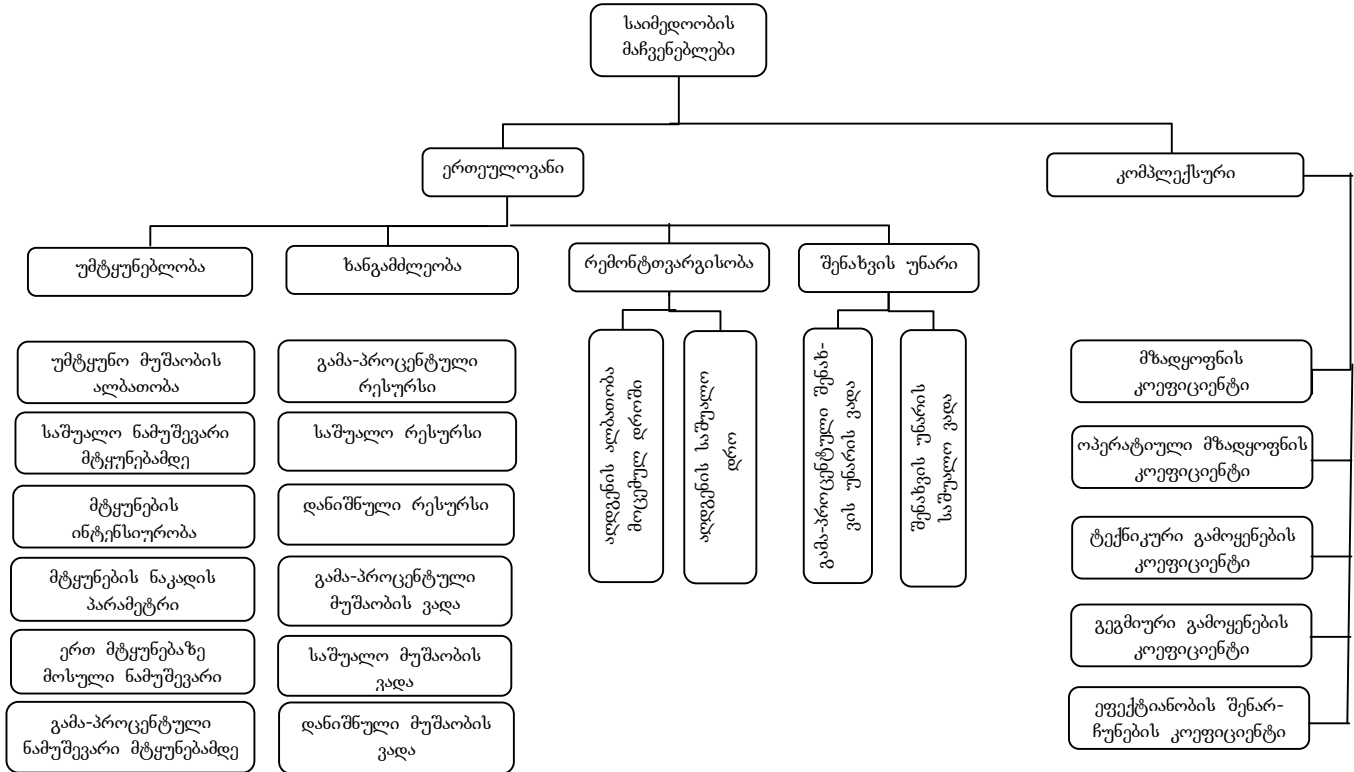 საიმედოობის
მაჩვენებლები
ერთეულოვანი
კომპლექსური
უმტყუნებლობა
ხანგამძლეობა
რემონტთვარგისობა
შენახვის უნარი
უმტყუნო მუშაობის
ალბათობა
საშუალო ნამუშევარი
მტყუნებამდე
მტყუნების
ინტენსიურობა
მტყუნების ნაკადის
პარამეტრი
ერთ მტყუნებაზე
მოსული ნამუშევარი
გამა-პროცენტული
ნამუშევარი მტყუნებამდე
გამა-პროცენტული
რესურსი
საშუალო რესურსი
დანიშნული რესურსი
გამა-პროცენტული
მუშაობის ვადა
საშუალო მუშაობის
ვადა
დანიშნული მუშაობის
ვადა
აღდგენის ალბათობა
მოცემულ დროში
აღდგენის საშუალო
დრო
გამა-პროცენტული შენახ-
ვის უნარის ვადა
შენახვის უნარის
საშუალო ვადა
მზადყოფნის
კოეფიციენტი
ოპერატიული მზადყოფნის
კოეფიციენტი
ტექნიკური გამოყენების
კოეფიციენტი
გეგმიური გამოყენების
კოეფიციენტი
ეფექტიანობის შენარ-
ჩუნების კოეფიციენტი